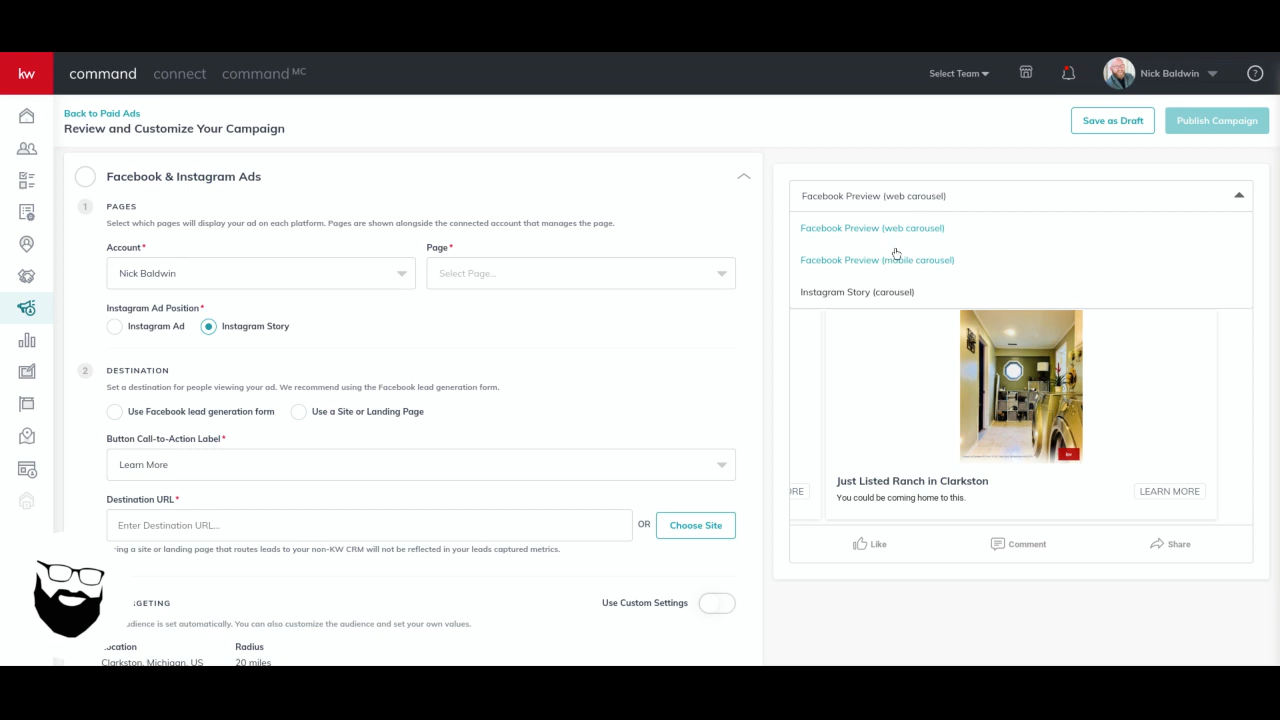 kw
command
connect
command MC
Select Team
Nick Baldwin
?
Back to Paid Ads
Review and Customize Your Campaign
Save as Draft
Publish Campaign
Facebook & Instagram Ads
1
PAGES
Select which pages will display your ad on each platform. Pages are shown alongside the connected account that manages the page.
Account*
Page*
Nick Baldwin
Select Page...
Instagram Ad Position*
Instagram Ad
Instagram Story
2
DESTINATION
Set a destination for people viewing your ad. We recommend using the Facebook lead generation form.
Use Facebook lead generation form
Use a Site or Landing Page
Button Call-to-Action Label*
Learn More
Destination URL*
Enter Destination URL...
OR
Choose Site
ing a site or landing page that routes leads to your non-KW CRM will not be reflected in your leads captured metrics.
GETING
Use Custom Settings
udience is set automatically. You can also customize the audience and set your own values.
ocation
Radius
Clarkston, Michigan, US
20 miles
Facebook Preview (web carousel)
Facebook Preview (web carousel)
Facebook Preview (mobile carousel)
Instagram Story (carousel)
kw
Just Listed Ranch in Clarkston
You could be coming home to this.
ORE
LEARN MORE
Like
Comment
Share